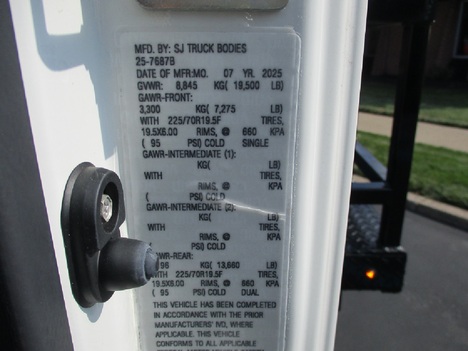 MFD. BY: SJ TRUCK BODIES
25-7687B
DATE OF MFR:MO. 07 YR. 2025
GVWR: 8,845 KG( 19,500 LB)
GAWR-FRONT:
3,300 KG( 7,275 LB)
WITH 225/70R19.5F TIRES,
19.5X6.00 RIMS, @ 660 KPA
( 95 PSI) COLD SINGLE
GAWR-INTERMEDIATE (1):
KG( LB)
WITH TIRES,
RIMS, @ KPA
( PSI) COLD
GAWR-INTERMEDIATE (2):
KG( LB)
WITH TIRES,
RIMS, @ KPA
PSI) COLD
AWR-REAR:
KG( 13,660 LB)
ITH 225/70R19.5F TIRES,
19.5X6.00 RIMS, @ 660 KPA
( 95 PSI) COLD DUAL
THIS VEHICLE HAS BEEN COMPLETED
IN ACCORDANCE WITH THE PRIOR
MANUFACTURERS' IVD, WHERE
APPLICABLE. THIS VEHICLE
CONFORMS TO ALL APPLICABLE